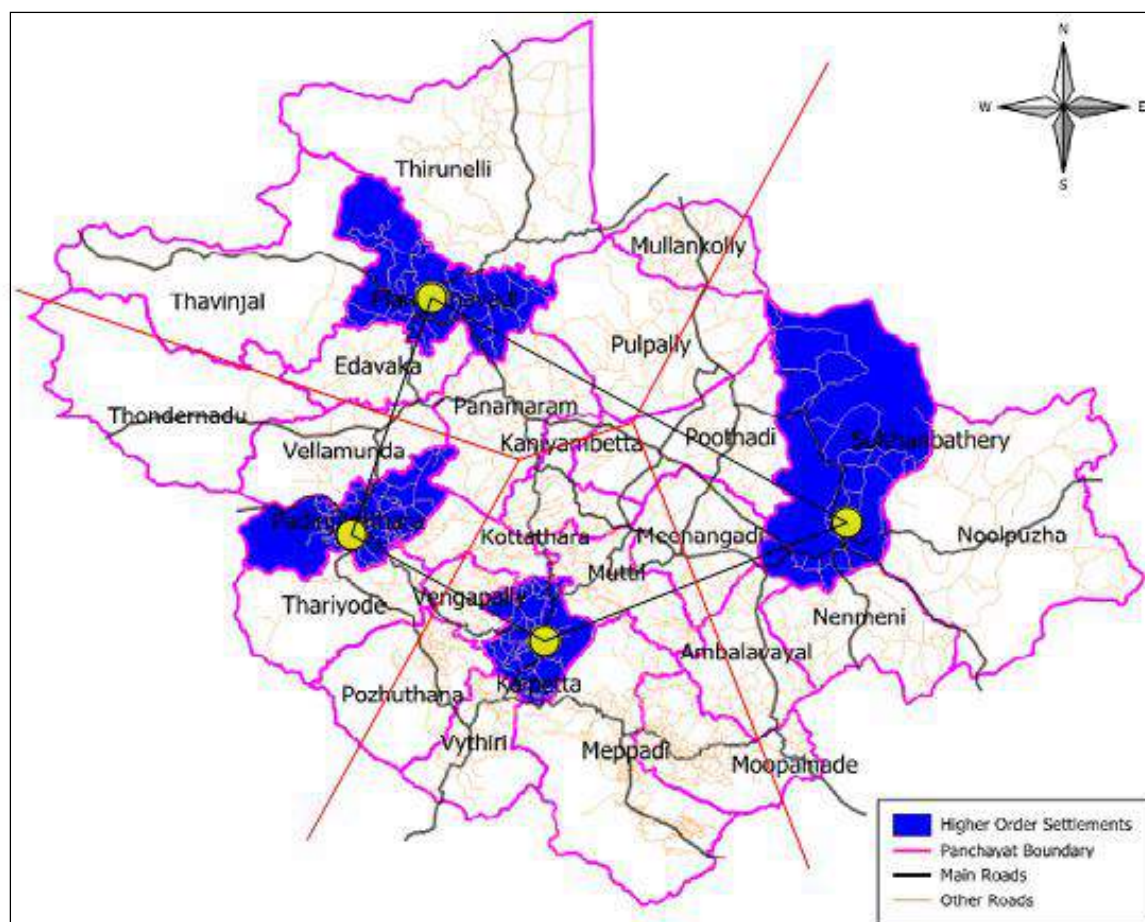 N
W E
S
Thirunelli
Mullankolly
Thavinjal
Pulpally
Edavaka
Panamaram
Thondernadu
Kaniyambetta
Poothadi
Vellamunda
Kottathara
Meenangadi
Noolpuzha
Muttil
Thariyode
Vengapally
Nenmeni
Ambalavayal
Pozhuthana
Kalpetta
Vythiri
Meppadi
Moopainade
Higher Order Settlements
Panchayat Boundary
Main Roads
Other Roads